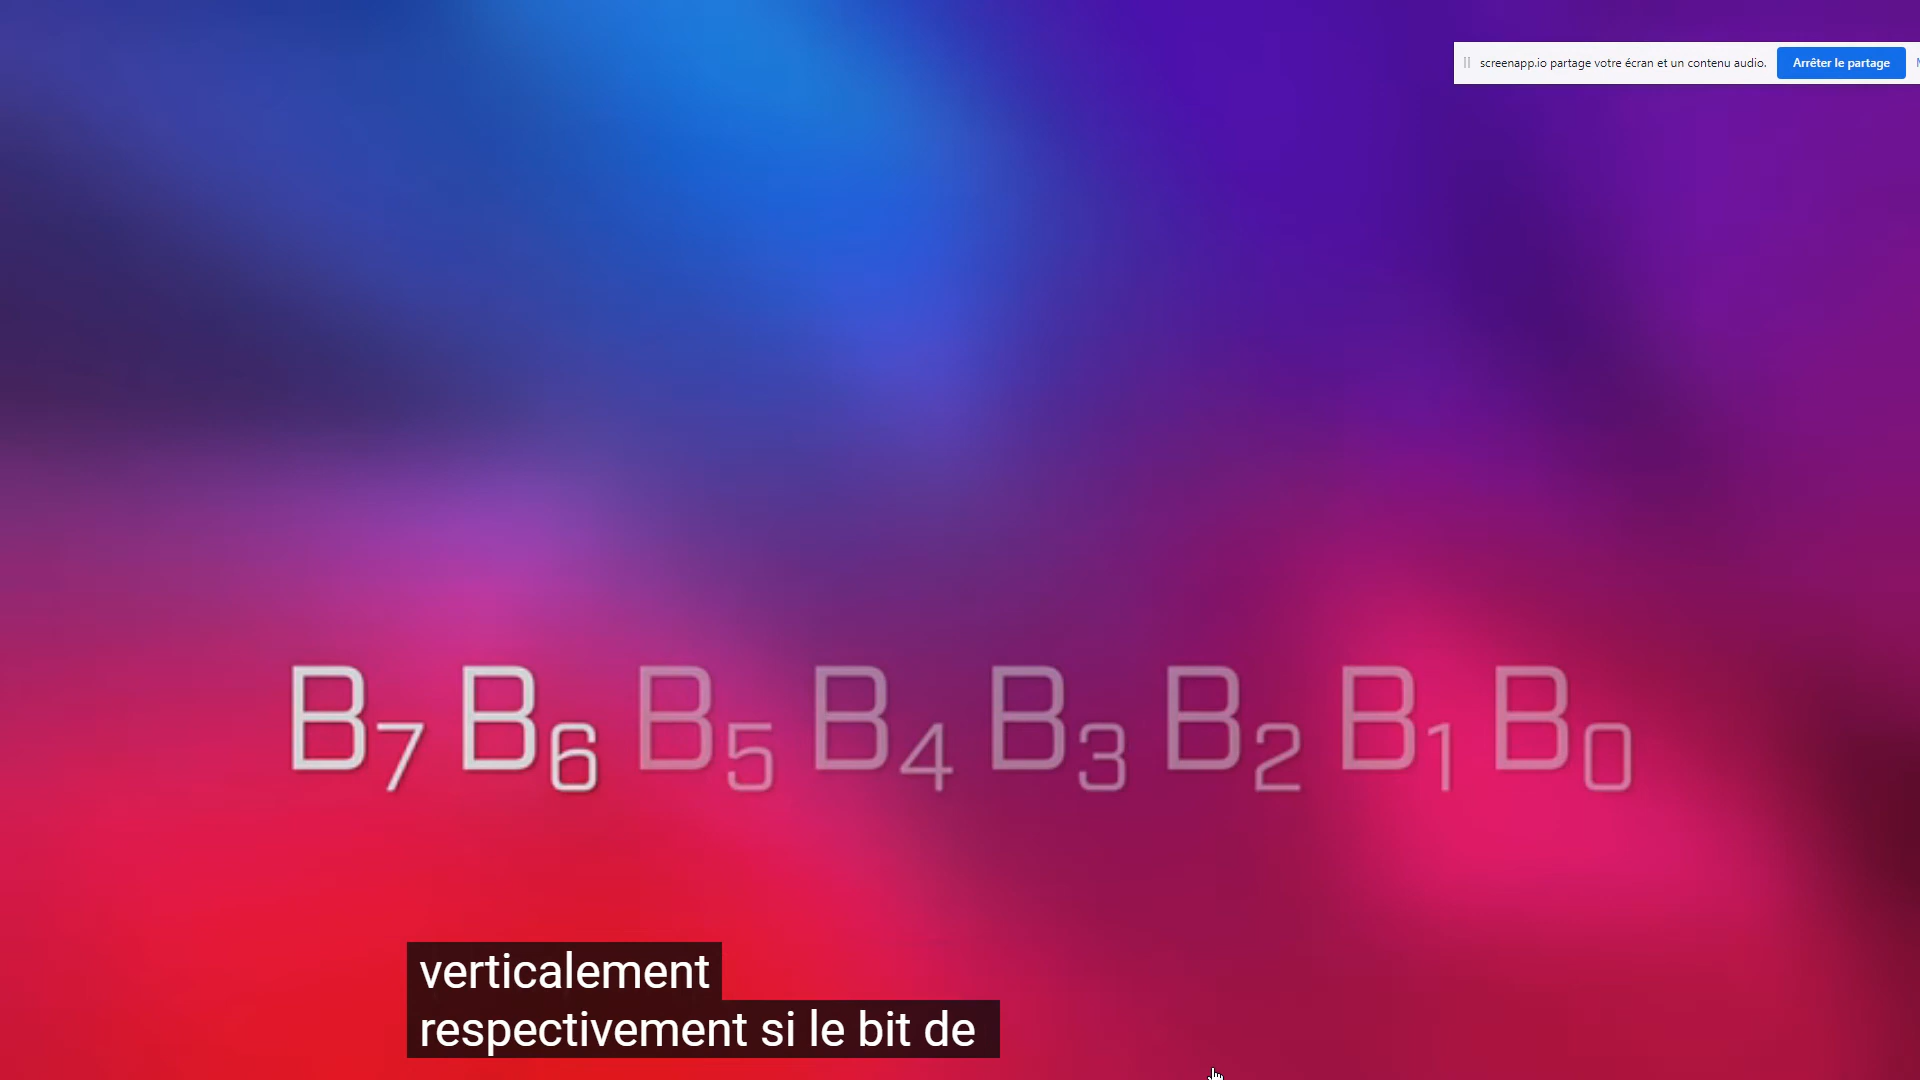 screenapp.io partage votre écran et un contenu audio. Arrêter le partage
B₇ B₆ B₅ B₄ B₃ B₂ B₁ B₀
verticalement
respectivement si le bit de